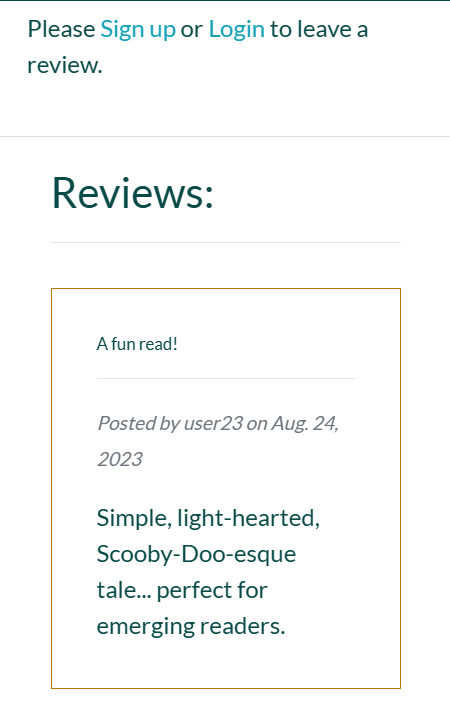 Please Sign up or Login to leave a
review.
Reviews:
A fun read!
Posted by user23 on Aug. 24,
2023
Simple, light-hearted,
Scooby-Doo-esque
tale... perfect for
emerging readers.